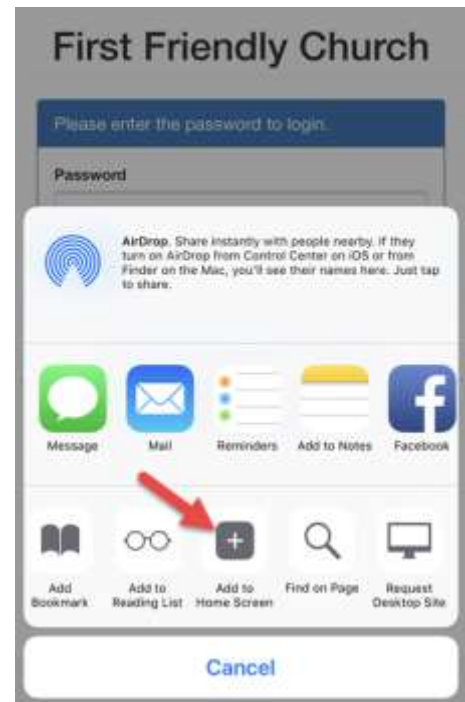 First Friendly Church
Please enter the password to login.
Password
AirDrop. Share instantly with people nearby. If they
turn on AirDrop from Control Center on iOS or from
Finder on the Mac, you'll see their names here. Just tap
to share.
Message Mail Reminders Add to Notes Facebook
Add Add to Add to Find on Page Request
Bookmark Reading List Home Screen Desktop Site
Cancel